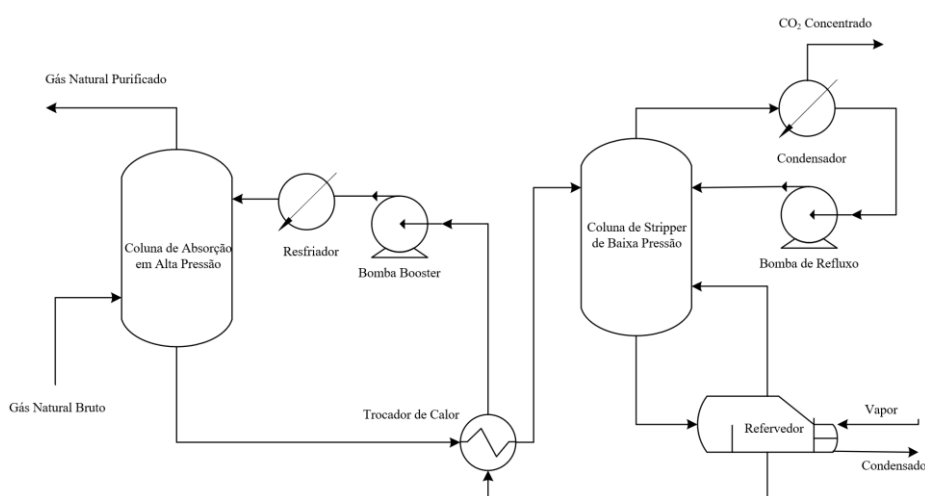 CO₂ Concentrado
Gás Natural Purificado
Condensador
Coluna de Absorção
em Alta Pressão
Resfriador
Bomba Booster
Coluna de Stripper
de Baixa Pressão
Bomba de Refluxo
Gás Natural Bruto
Trocador de Calor
Refervedor
Vapor
Condensado